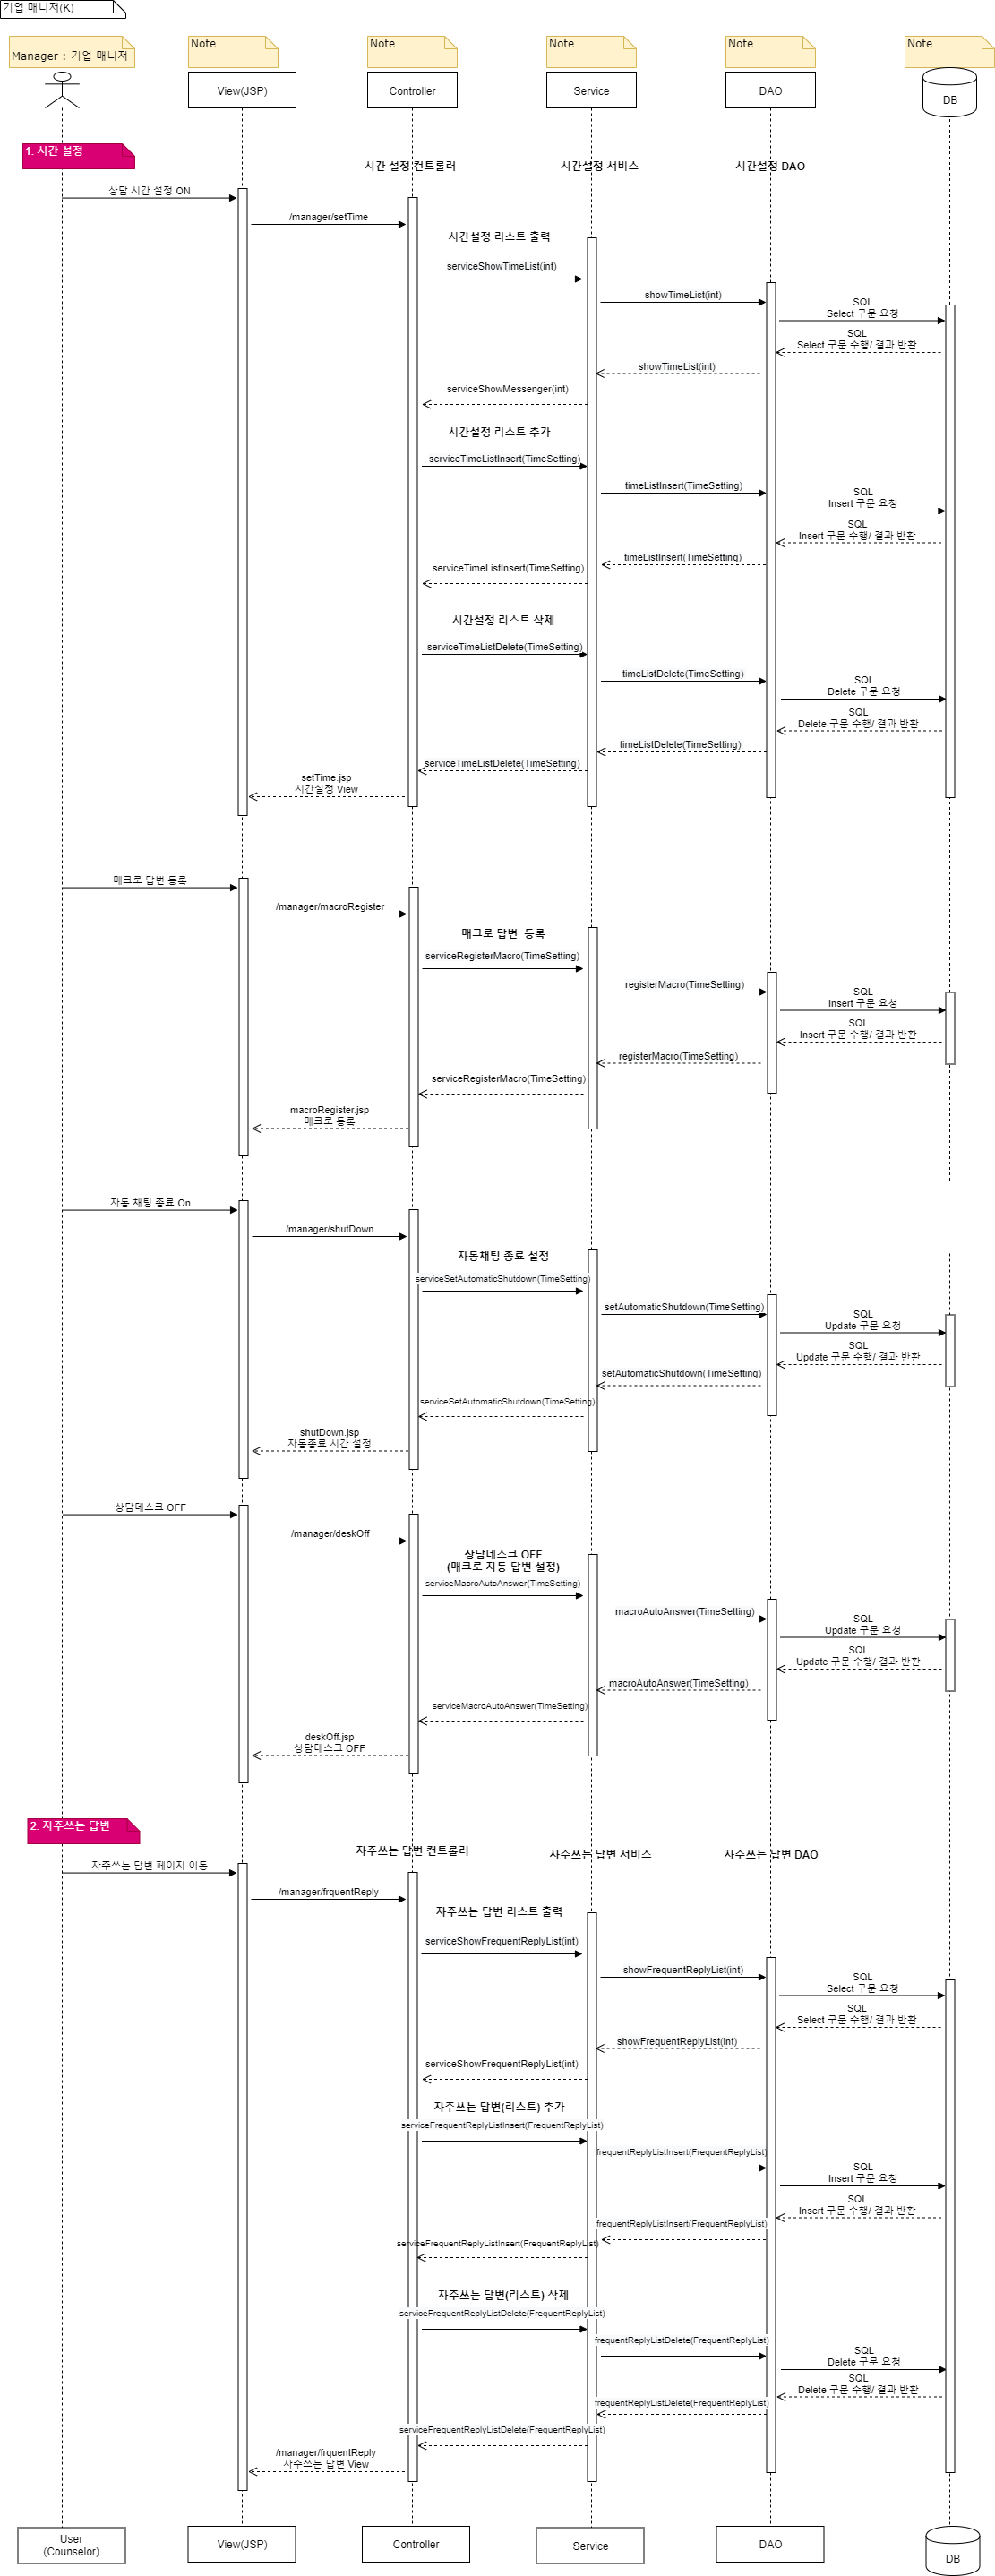 기업 매니저(K)
Manager : 기업 매니저
Note
Note
Note
Note
Note
View(JSP)
Controller
Service
DAO
DB
1. 시간 설정
시간 설정 컨트롤러
시간설정 서비스
시간설정 DAO
상담 시간 설정 ON
/manager/setTime
시간설정 리스트 출력
serviceShowTimeList(int)
showTimeList(int)
SQL
Select 구문 요청
SQL
Select 구문 수행/ 결과 반환
showTimeList(int)
serviceShowMessenger(int)
시간설정 리스트 추가
serviceTimeListInsert(TimeSetting)
timeListInsert(TimeSetting)
SQL
Insert 구문 요청
SQL
Insert 구문 수행/ 결과 반환
timeListInsert(TimeSetting)
serviceTimeListInsert(TimeSetting)
시간설정 리스트 삭제
serviceTimeListDelete(TimeSetting)
timeListDelete(TimeSetting)
SQL
Delete 구문 요청
SQL
Delete 구문 수행/ 결과 반환
timeListDelete(TimeSetting)
serviceTimeListDelete(TimeSetting)
setTime.jsp
시간설정 View
매크로 답변 등록
/manager/macroRegister
매크로 답변  등록
serviceRegisterMacro(TimeSetting)
registerMacro(TimeSetting)
SQL
Insert 구문 요청
SQL
Insert 구문 수행/ 결과 반환
registerMacro(TimeSetting)
serviceRegisterMacro(TimeSetting)
macroRegister.jsp
매크로 등록
자동 채팅 종료 On
/manager/shutDown
자동채팅 종료 설정
serviceSetAutomaticShutdown(TimeSetting)
setAutomaticShutdown(TimeSetting)
SQL
Update 구문 요청
SQL
Update 구문 수행/ 결과 반환
setAutomaticShutdown(TimeSetting)
serviceSetAutomaticShutdown(TimeSetting)
shutDown.jsp
자동종료 시간 설정
상담데스크 OFF
/manager/deskOff
상담데스크 OFF
(매크로 자동 답변 설정)
serviceMacroAutoAnswer(TimeSetting)
macroAutoAnswer(TimeSetting)
SQL
Update 구문 요청
SQL
Update 구문 수행/ 결과 반환
macroAutoAnswer(TimeSetting)
serviceMacroAutoAnswer(TimeSetting)
deskOff.jsp
상담데스크 OFF
2. 자주쓰는 답변
자주쓰는 답변 컨트롤러
자주쓰는 답변 서비스
자주쓰는 답변 DAO
자주쓰는 답변 페이지 이동
/manager/frquentReply
자주쓰는 답변 리스트 출력
serviceShowFrequentReplyList(int)
showFrequentReplyList(int)
SQL
Select 구문 요청
SQL
Select 구문 수행/ 결과 반환
showFrequentReplyList(int)
serviceShowFrequentReplyList(int)
자주쓰는 답변(리스트) 추가
serviceFrequentReplyListInsert(FrequentReplyList)
frequentReplyListInsert(FrequentReplyList)
SQL
Insert 구문 요청
SQL
Insert 구문 수행/ 결과 반환
frequentReplyListInsert(FrequentReplyList)
serviceFrequentReplyListInsert(FrequentReplyList)
자주쓰는 답변(리스트) 삭제
serviceFrequentReplyListDelete(FrequentReplyList)
frequentReplyListDelete(FrequentReplyList)
SQL
Delete 구문 요청
SQL
Delete 구문 수행/ 결과 반환
frequentReplyListDelete(FrequentReplyList)
serviceFrequentReplyListDelete(FrequentReplyList)
/manager/frquentReply
자주쓰는 답변 View
User
(Counselor)
View(JSP)
Controller
Service
DAO
DB